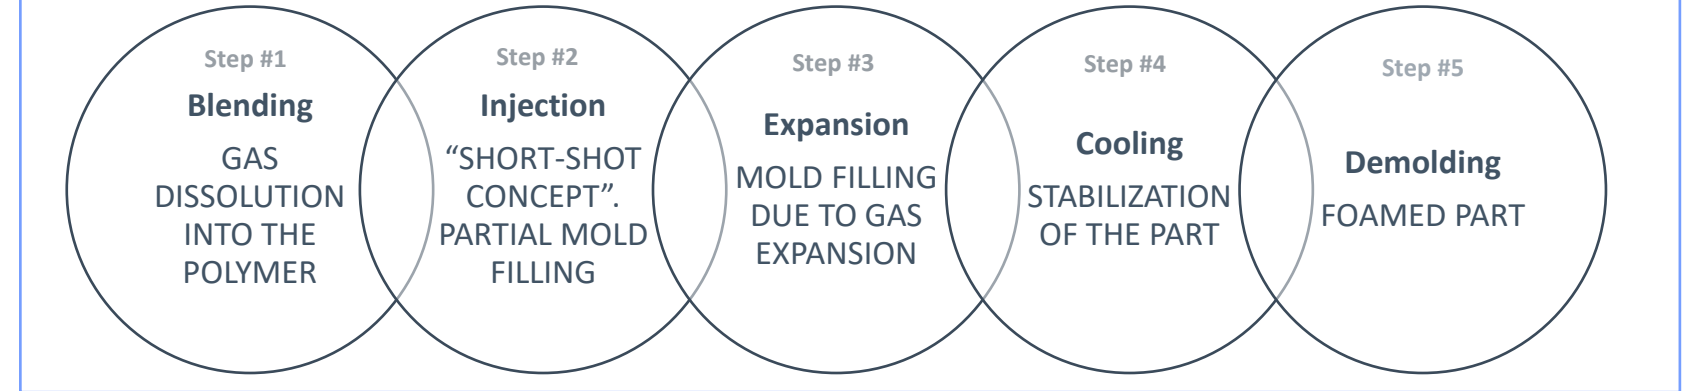 Step #1
Blending
GAS
DISSOLUTION
INTO THE
POLYMER
Step #2
Injection
“SHORT-SHOT
CONCEPT”.
PARTIAL MOLD
FILLING
Step #3
Expansion
MOLD FILLING
DUE TO GAS
EXPANSION
Step #4
Cooling
STABILIZATION
OF THE PART
Step #5
Demolding
FOAMED PART